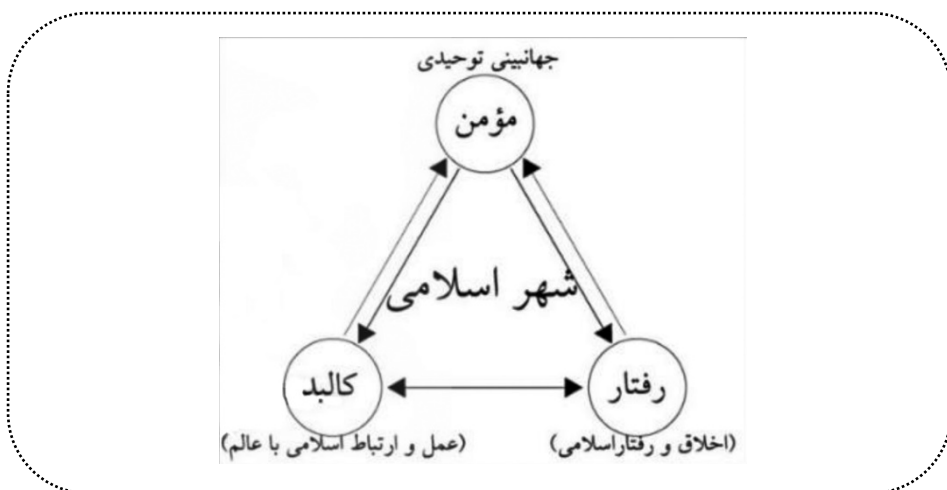 جهانبینی توحیدی
مؤمن
شهر اسلامی
رفتار
کالبد
(اخلاق و رفتاراسلامی)
(عمل و ارتباط اسلامی با عالم)